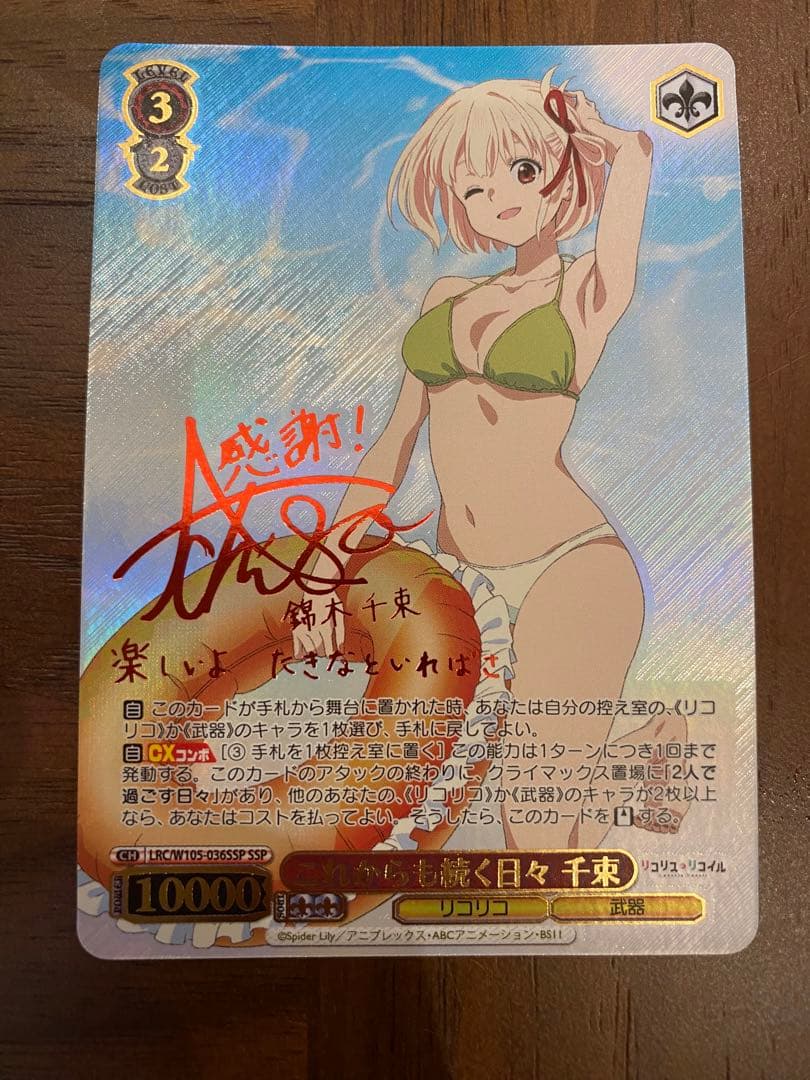 LEVEL
3
2
COST
感謝!
錦木千束
楽しいよ たきなといればさ
自 このカードが手札から舞台に置かれた時、あなたは自分の控え室の、《リコ
リコ》か《武器》のキャラを1枚選び、手札に戻してよい。
自 CXコンボ [③ 手札を1枚控え室に置く] この能力は1ターンにつき1回まで
発動する。このカードのアタックの終わりに、クライマックス置場に「2人で
過ごす日々」があり、他のあなたの、《リコリコ》か《武器》のキャラが2枚以上
なら、あなたはコストを払ってよい。そうしたら、このカードを する。
CH LRC/W105-036SSP SSP
これからも続く日々 千束
リコリス・リコイル
POWER 10000 SOUL
リコリコ 武器
©Spider Lily/アニプレックス・ABCアニメーション・BS11